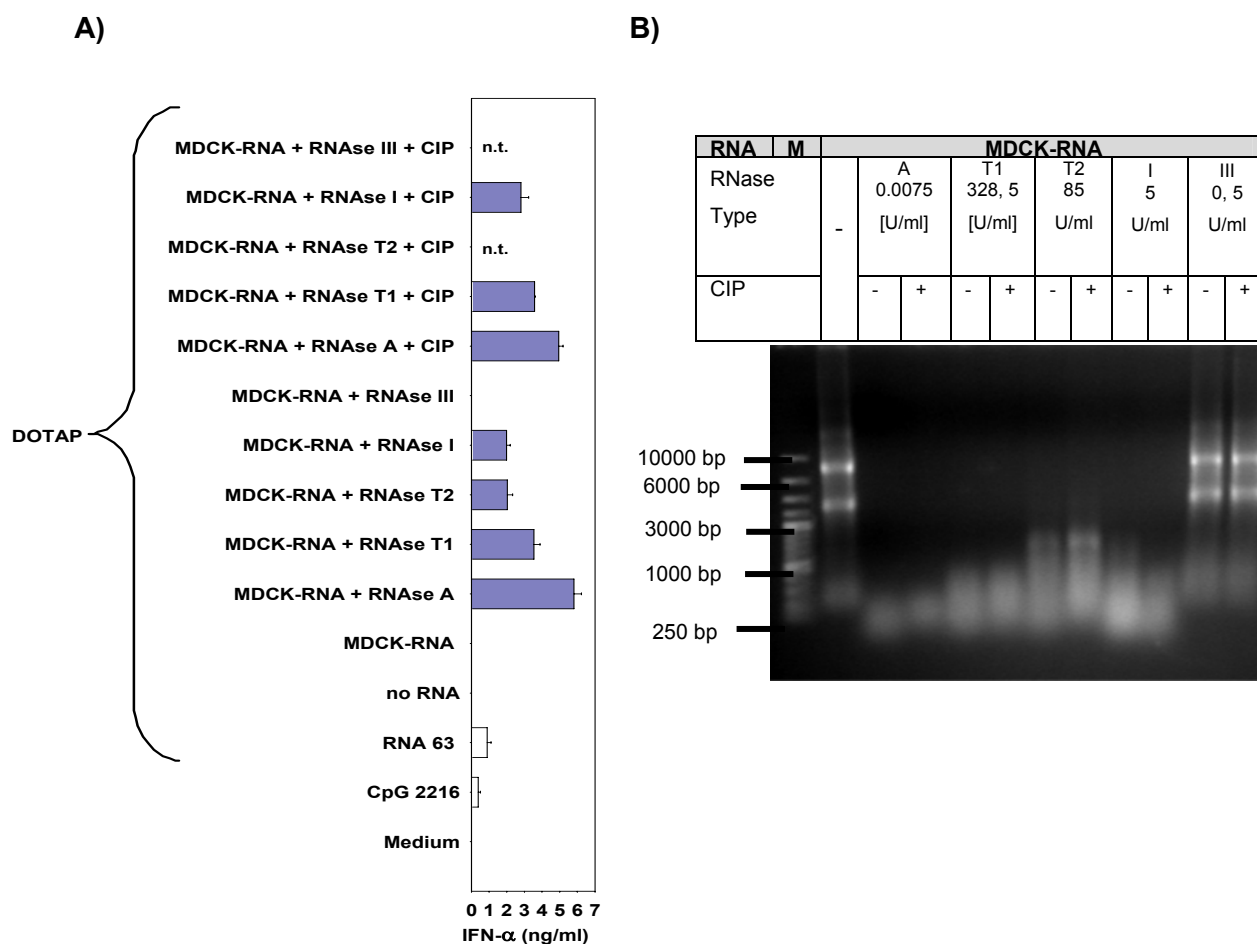 A)
MDCK-RNA + RNAse III + CIP n.t.
MDCK-RNA + RNAse I + CIP
MDCK-RNA + RNAse T2 + CIP n.t.
MDCK-RNA + RNAse T1 + CIP
MDCK-RNA + RNAse A + CIP
MDCK-RNA + RNAse III
DOTAP
MDCK-RNA + RNAse I
MDCK-RNA + RNAse T2
MDCK-RNA + RNAse T1
MDCK-RNA + RNAse A
MDCK-RNA
no RNA
RNA 63
CpG 2216
Medium
0 1 2 3 4 5 6 7
IFN-α (ng/ml)
B)
RNA M MDCK-RNA
RNase A T1 T2 I III
0.0075 328, 5 85 5 0, 5
Type - [U/ml] [U/ml] U/ml U/ml U/ml
CIP - + - + - + - + - +
10000 bp
6000 bp
3000 bp
1000 bp
250 bp